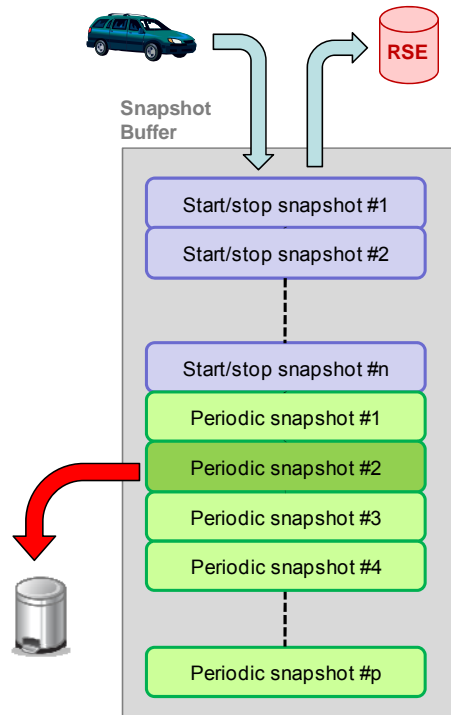 RSE
Snapshot
Buffer
Start/stop snapshot #1
Start/stop snapshot #2
Start/stop snapshot #n
Periodic snapshot #1
Periodic snapshot #2
Periodic snapshot #3
Periodic snapshot #4
Periodic snapshot #p